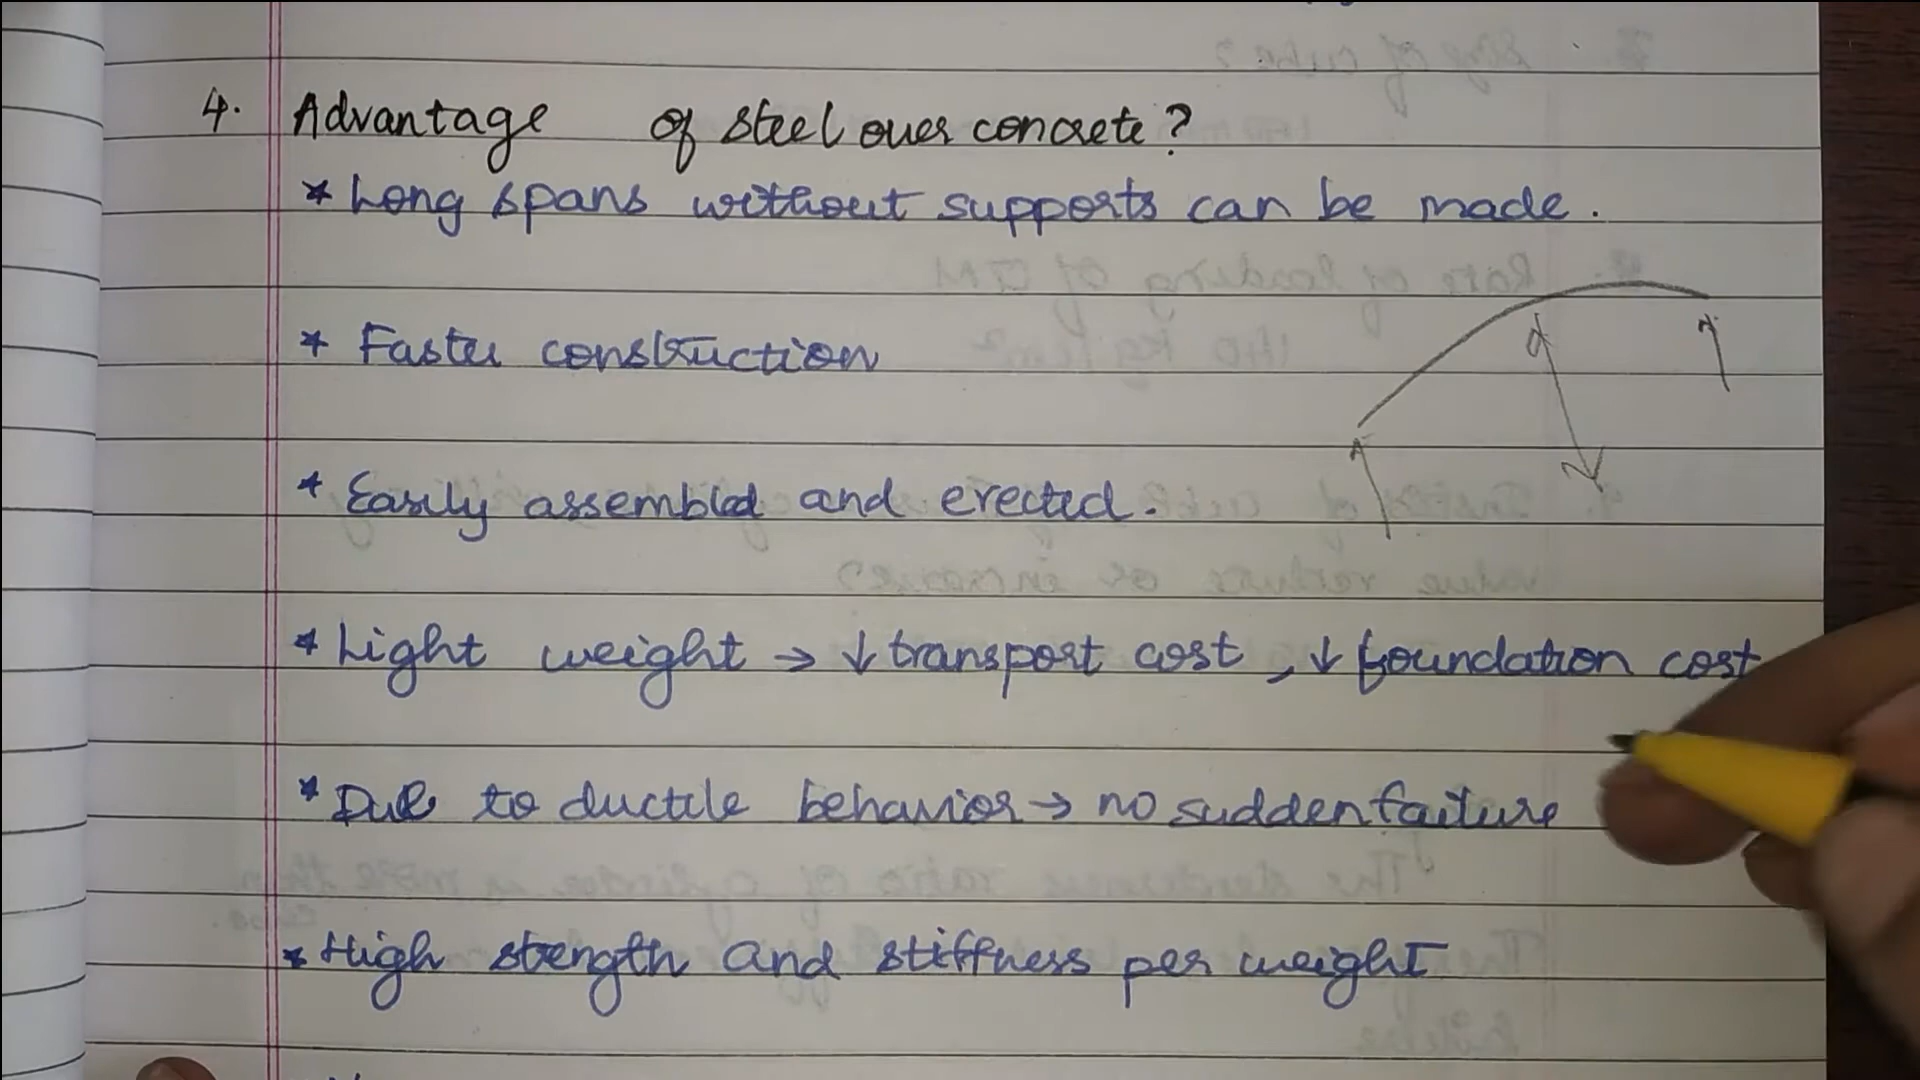 4. Advantage of steel over concrete?
* Long spans without supports can be made.
* Faster construction
* Easily assembled and erected.
* Light weight → ↓ transport cost, ↓ foundation cost
* Due to ductile behavior → no sudden failure
* High strength and stiffness per weight